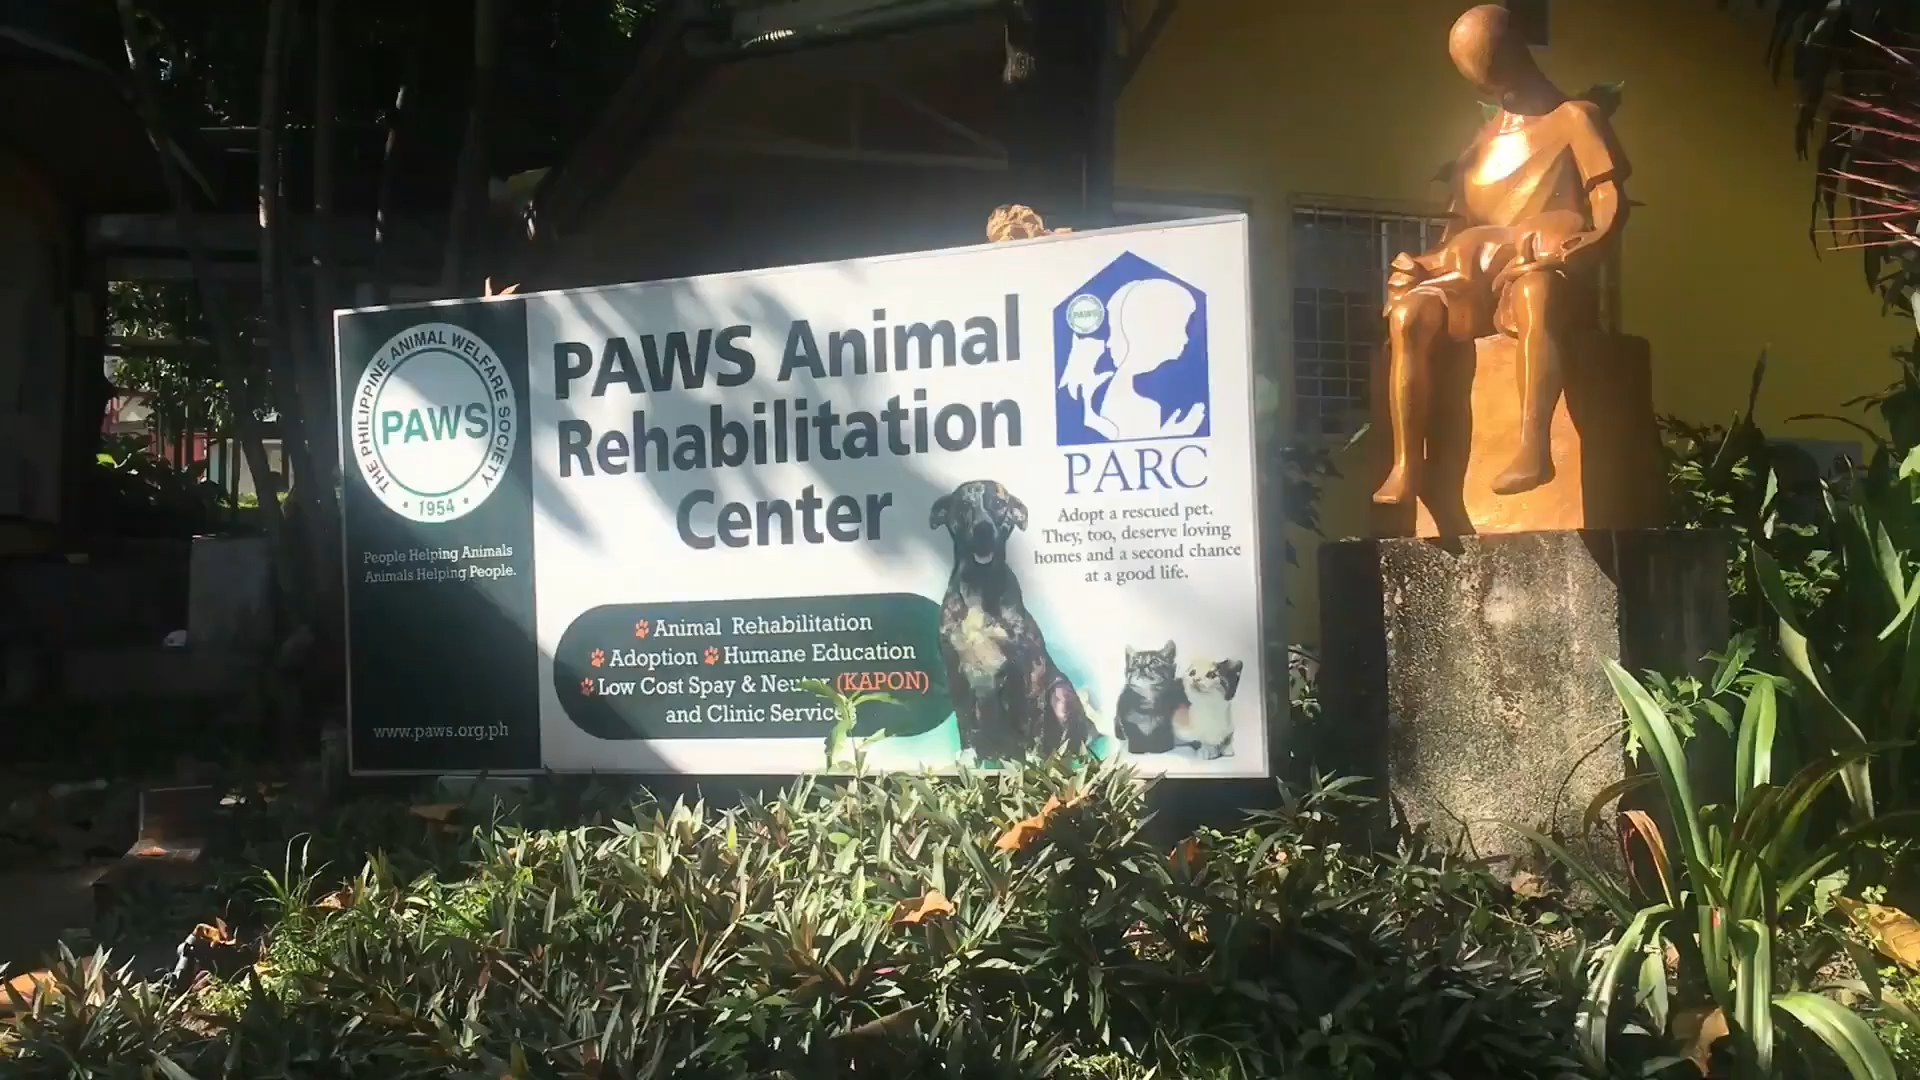 THE PHILIPPINE ANIMAL WELFARE SOCIETY
PAWS
• 1954 •
People Helping Animals
Animals Helping People.
www.paws.org.ph
PAWS Animal
Rehabilitation
Center
Animal Rehabilitation
Adoption Humane Education
Low Cost Spay & Neuter (KAPON)
and Clinic Services
PAWS
PARC
Adopt a rescued pet.
They, too, deserve loving
homes and a second chance
at a good life.